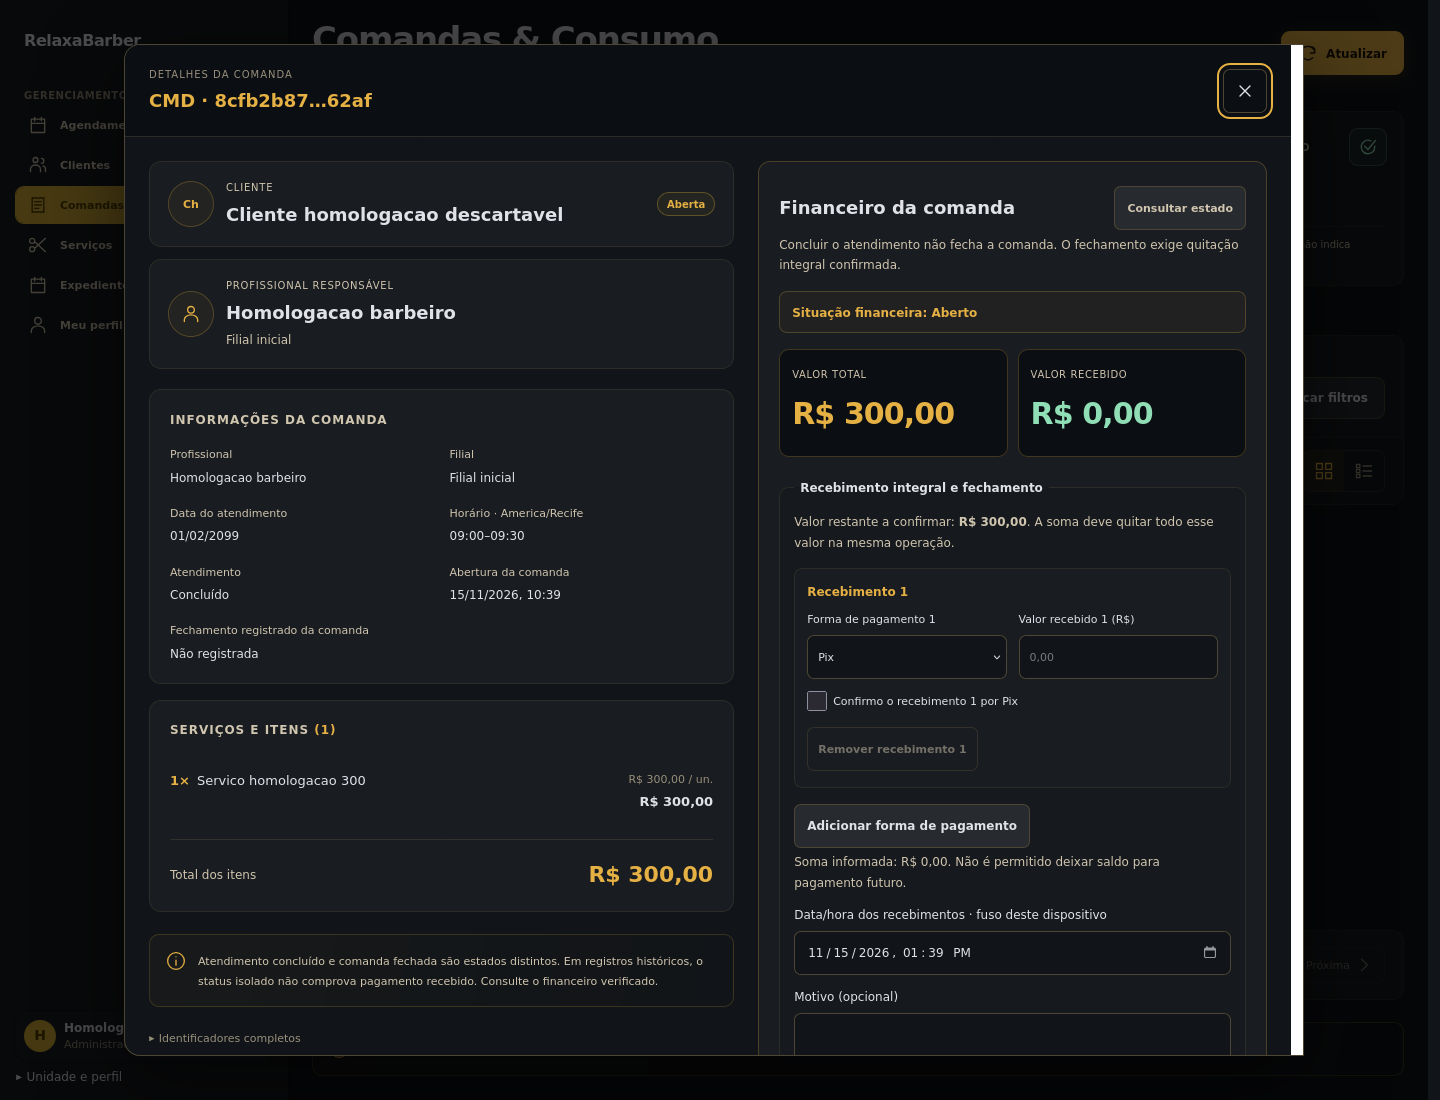 RelaxaBarber
Comandas & Consumo
Atualizar
GERENCIAMENTO
Agendame
Clientes
Comandas
Serviços
Expediente
Meu perfil
DETALHES DA COMANDA
CMD · 8cfb2b87…62af
Ch
CLIENTE
Cliente homologacao descartavel
Aberta
PROFISSIONAL RESPONSÁVEL
Homologacao barbeiro
Filial inicial
INFORMAÇÕES DA COMANDA
Profissional
Homologacao barbeiro
Filial
Filial inicial
Data do atendimento
01/02/2099
Horário · America/Recife
09:00–09:30
Atendimento
Concluído
Abertura da comanda
15/11/2026, 10:39
Fechamento registrado da comanda
Não registrada
SERVIÇOS E ITENS (1)
1× Servico homologacao 300
R$ 300,00 / un.
R$ 300,00
Total dos itens
R$ 300,00
Atendimento concluído e comanda fechada são estados distintos. Em registros históricos, o
status isolado não comprova pagamento recebido. Consulte o financeiro verificado.
▸ Identificadores completos
Financeiro da comanda
Consultar estado
Concluir o atendimento não fecha a comanda. O fechamento exige quitação
integral confirmada.
Situação financeira: Aberto
VALOR TOTAL
R$ 300,00
VALOR RECEBIDO
R$ 0,00
Recebimento integral e fechamento
Valor restante a confirmar: R$ 300,00. A soma deve quitar todo esse
valor na mesma operação.
Recebimento 1
Forma de pagamento 1
Pix
Valor recebido 1 (R$)
0,00
Confirmo o recebimento 1 por Pix
Remover recebimento 1
Adicionar forma de pagamento
Soma informada: R$ 0,00. Não é permitido deixar saldo para
pagamento futuro.
Data/hora dos recebimentos · fuso deste dispositivo
11/15/2026, 01:39 PM
Motivo (opcional)
ão indica
car filtros
Próxima
H
Homolog
Administra
▸ Unidade e perfil